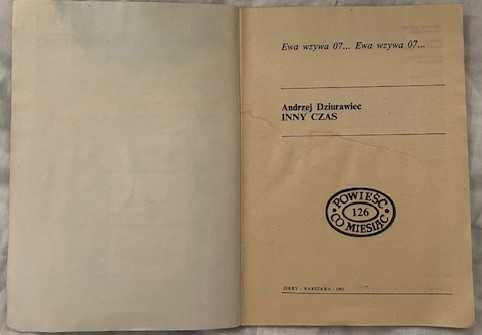 Ewa wzywa 07... Ewa wzywa 07...
Andrzej Dziurawiec
INNY CZAS
POWIEŚĆ
126
CO MIESIĄC
ISKRY · WARSZAWA ·